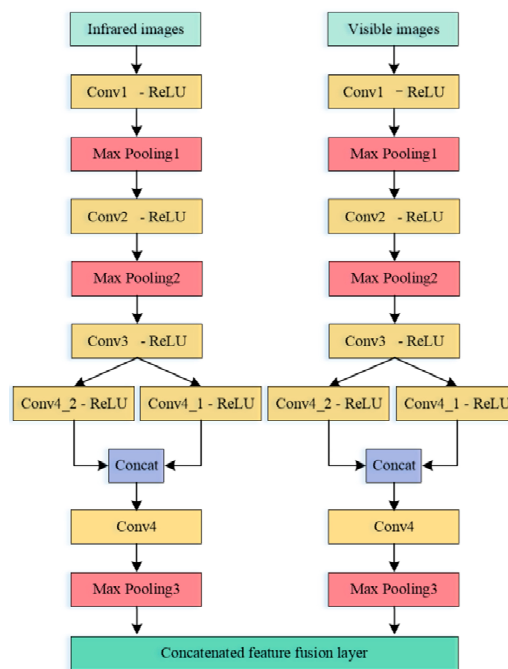 Infrared images
Visible images
Conv1 - ReLU
Conv1 - ReLU
Max Pooling1
Max Pooling1
Conv2 - ReLU
Conv2 - ReLU
Max Pooling2
Max Pooling2
Conv3 - ReLU
Conv3 - ReLU
Conv4_2 - ReLU
Conv4_1 - ReLU
Conv4_2 - ReLU
Conv4_1 - ReLU
Concat
Concat
Conv4
Conv4
Max Pooling3
Max Pooling3
Concatenated feature fusion layer